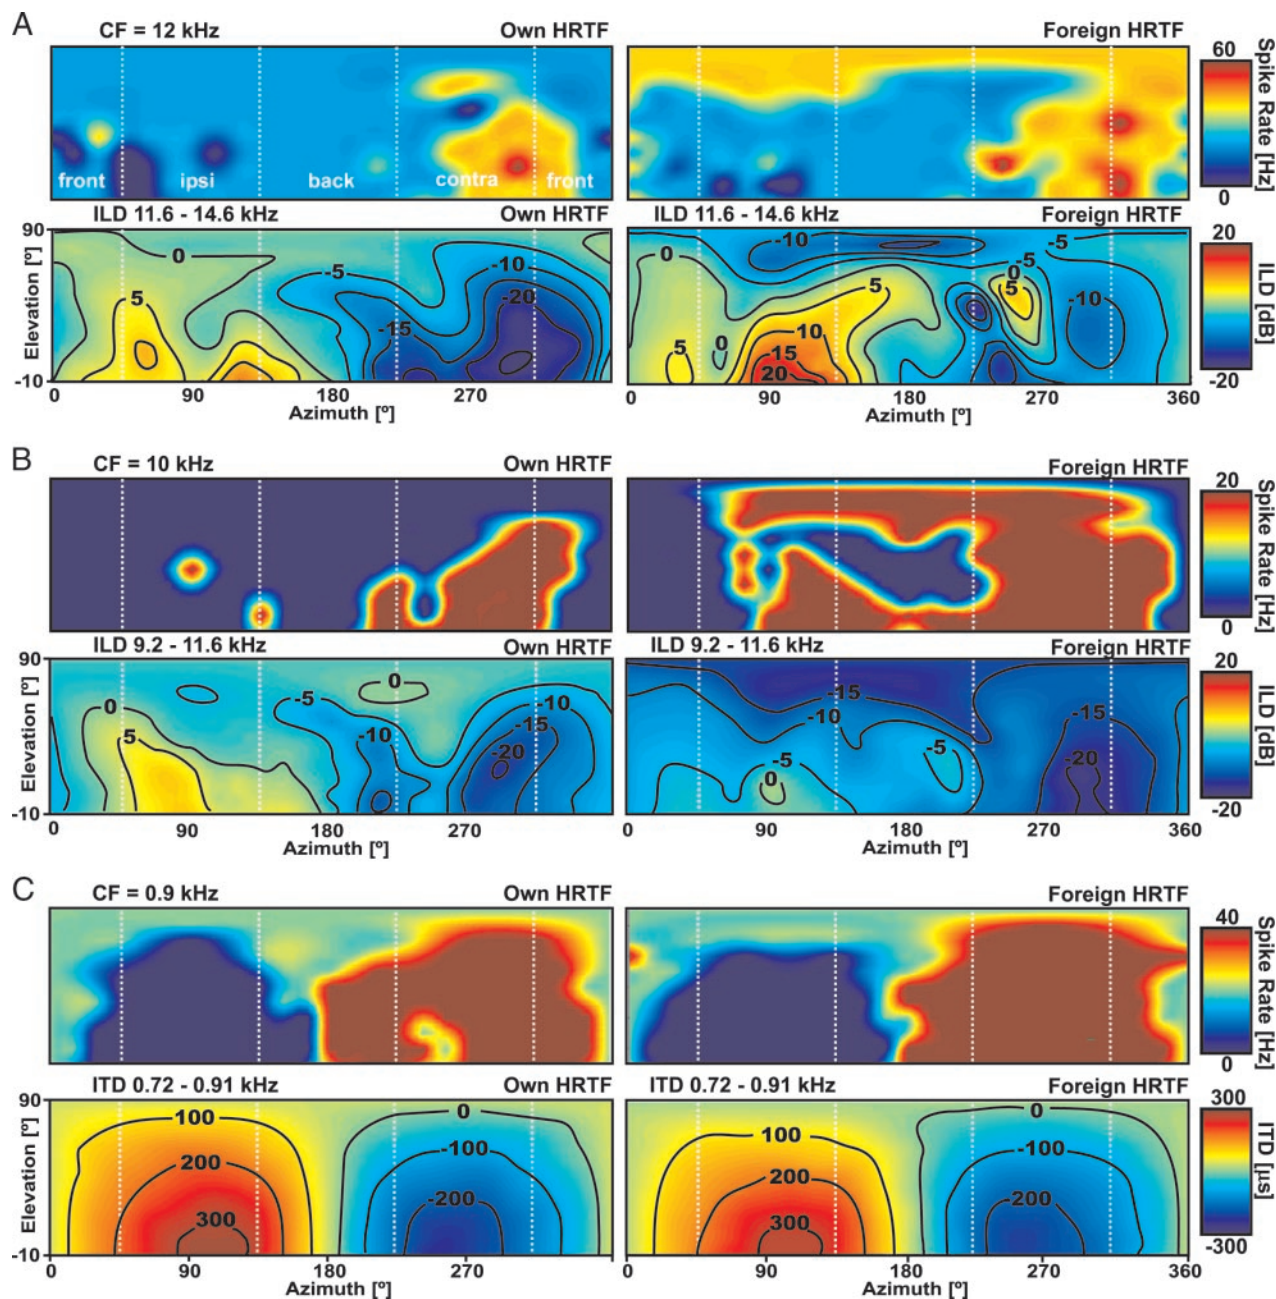 A
CF = 12 kHz
Own HRTF
Foreign HRTF
60
Spike Rate [Hz]
0
front
ipsi
back
contra
front
ILD 11.6 - 14.6 kHz
Own HRTF
ILD 11.6 - 14.6 kHz
Foreign HRTF
90
Elevation [º]
-10
0
5
-5
-10
-15
-20
-10
-5
0
5
-10
5
0
5
10
15
20
20
ILD [dB]
-20
0
90
180
270
Azimuth [º]
0
90
180
270
360
Azimuth [º]
B
CF = 10 kHz
Own HRTF
Foreign HRTF
20
Spike Rate [Hz]
0
ILD 9.2 - 11.6 kHz
Own HRTF
ILD 9.2 - 11.6 kHz
Foreign HRTF
90
Elevation [º]
-10
0
5
-5
0
-10
-10
-15
-20
-15
-10
-5
0
-5
-15
-20
20
ILD [dB]
-20
0
90
180
270
Azimuth [º]
0
90
180
270
360
Azimuth [º]
C
CF = 0.9 kHz
Own HRTF
Foreign HRTF
40
Spike Rate [Hz]
0
ITD 0.72 - 0.91 kHz
Own HRTF
ITD 0.72 - 0.91 kHz
Foreign HRTF
90
Elevation [º]
-10
100
200
300
0
-100
-200
100
200
300
0
-100
-200
300
ITD [µs]
-300
0
90
180
270
Azimuth [º]
0
90
180
270
360
Azimuth [º]